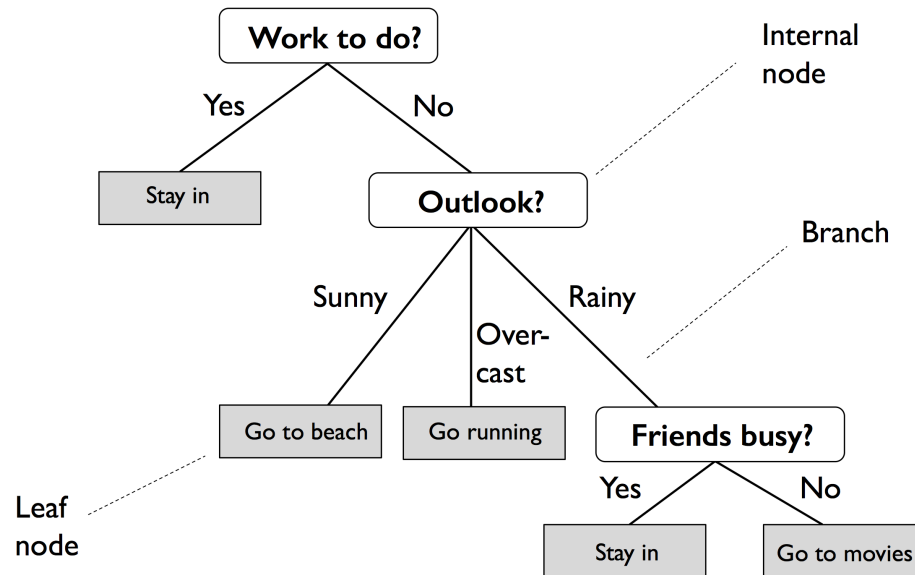 Work to do?
Internal
node
Yes
No
Stay in
Outlook?
Branch
Sunny
Rainy
Over-
cast
Go to beach
Go running
Friends busy?
Yes
No
Leaf
node
Stay in
Go to movies